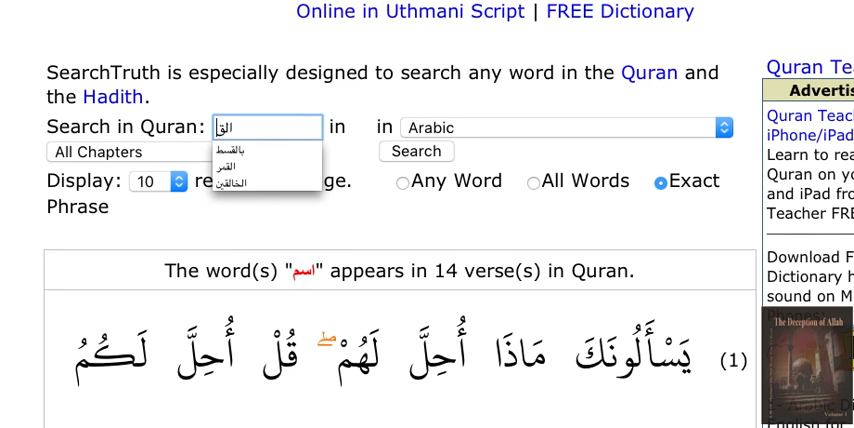 Online in Uthmani Script | FREE Dictionary
SearchTruth is especially designed to search any word in the Quran and
the Hadith.
Search in Quran: الق in in Arabic
All Chapters Search
بالقسط
القمر
الخالقين
Display: 10 re ge. Any Word All Words Exact
Phrase
The word(s) "اسم" appears in 14 verse(s) in Quran.
يَسْأَلُونَكَ مَاذَا أُحِلَّ لَهُمْ ۖ قُلْ أُحِلَّ لَكُمُ (1)
Quran Te
Advertis
Quran Teac
iPhone/iPad
Learn to rea
Quran on yo
and iPad fro
Teacher FRE
Download F
Dictionary h
sound on M
The Deception of Allah
Volume 1